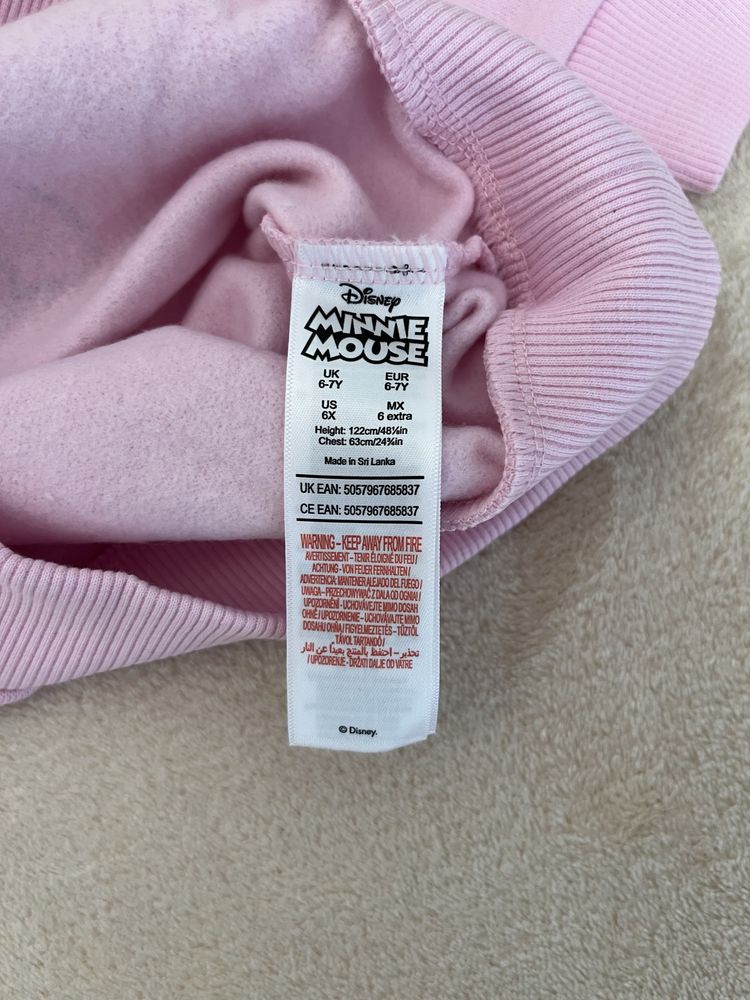 Disney
MINNIE
MOUSE
UK EUR
6-7Y 6-7Y
US MX
6X 6 extra
Height: 122cm/48⅛in
Chest: 63cm/24¾in
Made in Sri Lanka
UK EAN: 5057967685837
CE EAN: 5057967685837
WARNING – KEEP AWAY FROM FIRE
AVERTISSEMENT – TENIR ÉLOIGNÉ DU FEU /
ACHTUNG - VON FEUER FERNHALTEN /
ADVERTENCIA: MANTENER ALEJADO DEL FUEGO /
UWAGA – PRZECHOWYWAĆ Z DALA OD OGNIA! /
UPOZORNĚNÍ - UCHOVÁVEJTE MIMO DOSAH
OHNĚ / UPOZORNENIE - UCHOVÁVAJTE MIMO
DOSAHU OHŇA / FIGYELMEZTETÉS – TŰZTŐL
TÁVOL TARTANDÓ /
تحذير – احتفظ بالمنتج بعيدًا عن النار
/ UPOZORENJE - DRŽATI DALJE OD VATRE
© Disney.